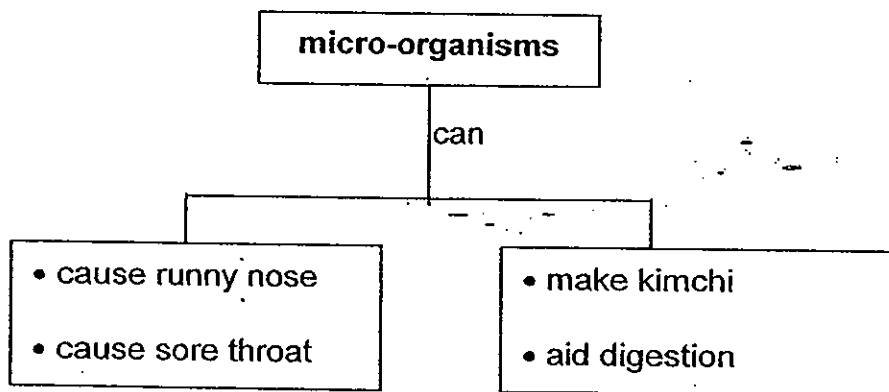 micro-organisms
can
• cause runny nose
• cause sore throat
• make kimchi
• aid digestion